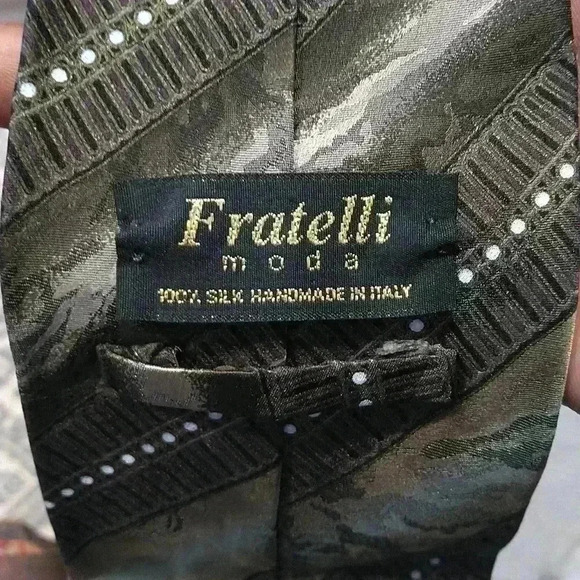 Fratelli
moda
100% SILK HANDMADE IN ITALY